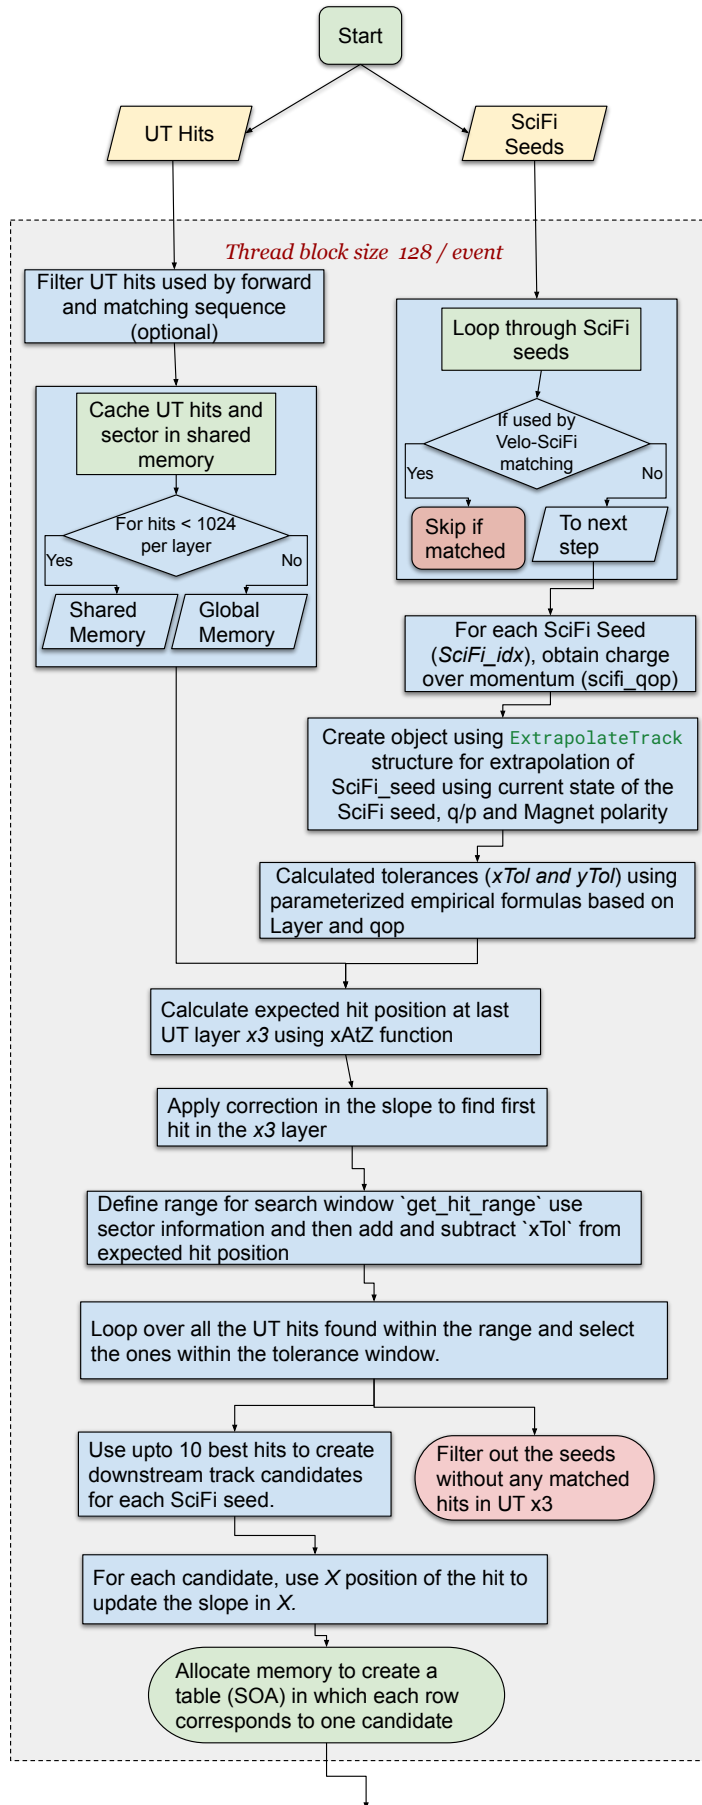 Start
UT Hits
SciFi
Seeds
Thread block size 128 / event
Filter UT hits used by forward
and matching sequence
(optional)
Cache UT hits and
sector in shared
memory
For hits < 1024
per layer
Yes
No
Shared
Memory
Global
Memory
Loop through SciFi
seeds
If used by
Velo-SciFi
matching
Yes
No
Skip if
matched
To next
step
For each SciFi Seed
(SciFi_idx), obtain charge
over momentum (scifi_qop)
Create object using ExtrapolateTrack
structure for extrapolation of
SciFi_seed using current state of the
SciFi seed, q/p and Magnet polarity
Calculated tolerances (xTol and yTol) using
parameterized empirical formulas based on
Layer and qop
Calculate expected hit position at last
UT layer x3 using xAtZ function
Apply correction in the slope to find first
hit in the x3 layer
Define range for search window `get_hit_range` use
sector information and then add and subtract `xTol` from
expected hit position
Loop over all the UT hits found within the range and select
the ones within the tolerance window.
Use upto 10 best hits to create
downstream track candidates
for each SciFi seed.
Filter out the seeds
without any matched
hits in UT x3
For each candidate, use X position of the hit to
update the slope in X.
Allocate memory to create a
table (SOA) in which each row
corresponds to one candidate